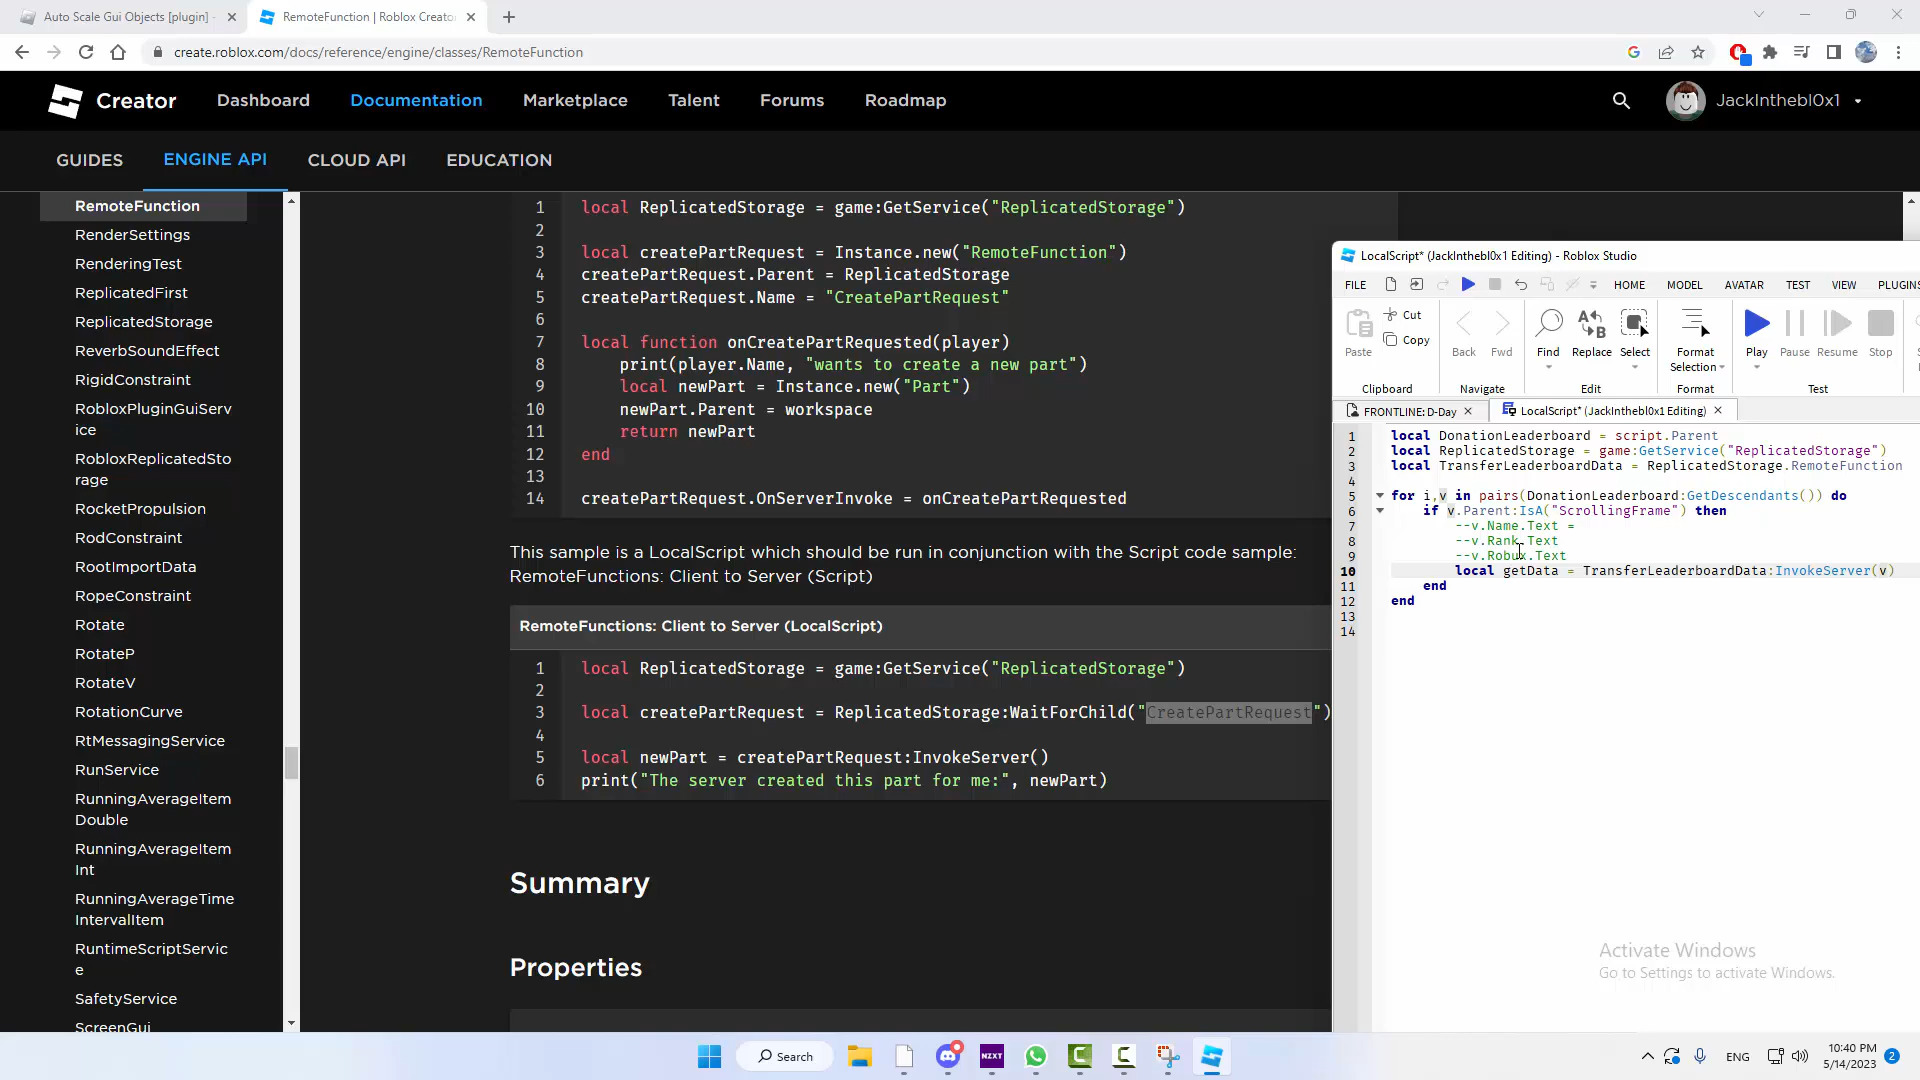 Auto Scale Gui Objects [plugin] -
RemoteFunction | Roblox Creator
create.roblox.com/docs/reference/engine/classes/RemoteFunction
Creator
Dashboard
Documentation
Marketplace
Talent
Forums
Roadmap
JackInthebl0x1
GUIDES
ENGINE API
CLOUD API
EDUCATION
RemoteFunction
RenderSettings
RenderingTest
ReplicatedFirst
ReplicatedStorage
ReverbSoundEffect
RigidConstraint
RobloxPluginGuiServ
ice
RobloxReplicatedSto
rage
RocketPropulsion
RodConstraint
RootImportData
RopeConstraint
Rotate
RotateP
RotateV
RotationCurve
RtMessagingService
RunService
RunningAverageItem
Double
RunningAverageItem
Int
RunningAverageTime
IntervalItem
RuntimeScriptServic
e
SafetyService
ScreenGui
1 local ReplicatedStorage = game:GetService("ReplicatedStorage")
2
3 local createPartRequest = Instance.new("RemoteFunction")
4 createPartRequest.Parent = ReplicatedStorage
5 createPartRequest.Name = "CreatePartRequest"
6
7 local function onCreatePartRequested(player)
8 print(player.Name, "wants to create a new part")
9 local newPart = Instance.new("Part")
10 newPart.Parent = workspace
11 return newPart
12 end
13
14 createPartRequest.OnServerInvoke = onCreatePartRequested
This sample is a LocalScript which should be run in conjunction with the Script code sample:
RemoteFunctions: Client to Server (Script)
RemoteFunctions: Client to Server (LocalScript)
1 local ReplicatedStorage = game:GetService("ReplicatedStorage")
2
3 local createPartRequest = ReplicatedStorage:WaitForChild("CreatePartRequest")
4
5 local newPart = createPartRequest:InvokeServer()
6 print("The server created this part for me:", newPart)
Summary
Properties
LocalScript* (JackInthebl0x1 Editing) - Roblox Studio
FILE
HOME
MODEL
AVATAR
TEST
VIEW
PLUGINS
Paste
Cut
Copy
Clipboard
Back
Fwd
Navigate
Find
Replace
Select
Edit
Format
Selection
Format
Play
Pause
Resume
Stop
Test
FRONTLINE: D-Day
LocalScript* (JackInthebl0x1 Editing)
1 local DonationLeaderboard = script.Parent
2 local ReplicatedStorage = game:GetService("ReplicatedStorage")
3 local TransferLeaderboardData = ReplicatedStorage.RemoteFunction
4
5 for i,v in pairs(DonationLeaderboard:GetDescendants()) do
6 if v.Parent:IsA("ScrollingFrame") then
7 --v.Name.Text =
8 --v.Rank.Text
9 --v.Robux.Text
10 local getData = TransferLeaderboardData:InvokeServer(v)
11 end
12 end
13
14
Activate Windows
Go to Settings to activate Windows.
Search
NZXT
ENG
10:40 PM
5/14/2023
2